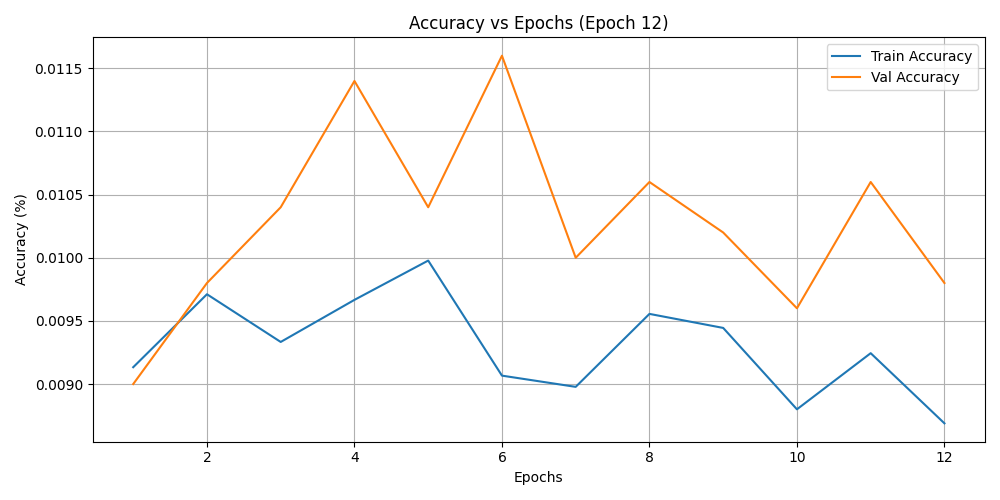 Accuracy vs Epochs (Epoch 12)
Train Accuracy
Val Accuracy
0.0115
0.0110
0.0105
0.0100
0.0095
0.0090
Accuracy (%)
2 4 6 8 10 12
Epochs